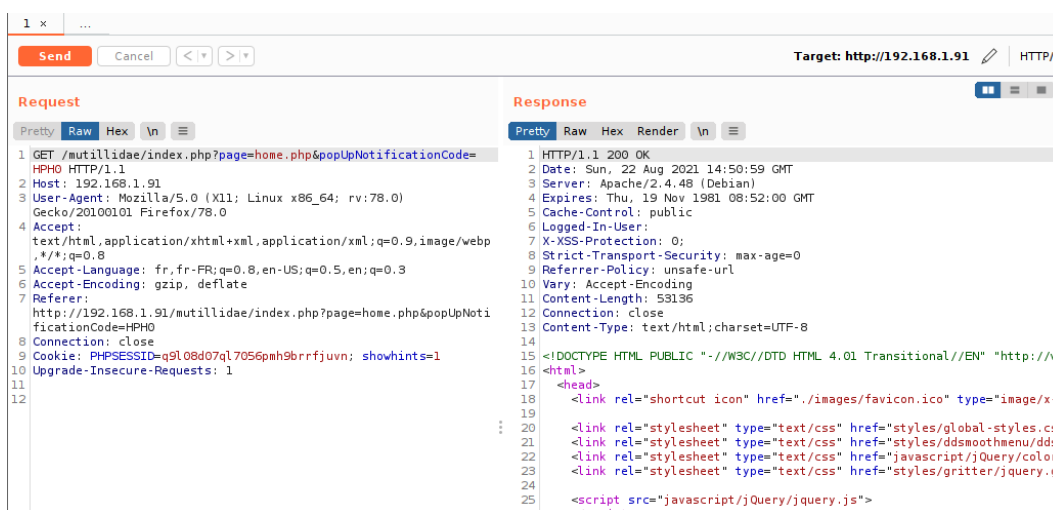 1 × ...
Send Cancel < > Target: http://192.168.1.91 HTTP/
Request
Pretty Raw Hex \n
1 GET /mutillidae/index.php?page=home.php&popUpNotificationCode=
HPH0 HTTP/1.1
2 Host: 192.168.1.91
3 User-Agent: Mozilla/5.0 (X11; Linux x86_64; rv:78.0)
Gecko/20100101 Firefox/78.0
4 Accept:
text/html,application/xhtml+xml,application/xml;q=0.9,image/webp
,*/*;q=0.8
5 Accept-Language: fr,fr-FR;q=0.8,en-US;q=0.5,en;q=0.3
6 Accept-Encoding: gzip, deflate
7 Referer:
http://192.168.1.91/mutillidae/index.php?page=home.php&popUpNoti
ficationCode=HPH0
8 Connection: close
9 Cookie: PHPSESSID=q9l08d07ql7056pmh9brrfjuvn; showhints=1
10 Upgrade-Insecure-Requests: 1
11
12
Response
Pretty Raw Hex Render \n
1 HTTP/1.1 200 OK
2 Date: Sun, 22 Aug 2021 14:50:59 GMT
3 Server: Apache/2.4.48 (Debian)
4 Expires: Thu, 19 Nov 1981 08:52:00 GMT
5 Cache-Control: public
6 Logged-In-User:
7 X-XSS-Protection: 0;
8 Strict-Transport-Security: max-age=0
9 Referrer-Policy: unsafe-url
10 Vary: Accept-Encoding
11 Content-Length: 53136
12 Connection: close
13 Content-Type: text/html;charset=UTF-8
14
15 <!DOCTYPE HTML PUBLIC "-//W3C//DTD HTML 4.01 Transitional//EN" "http://
16 <html>
17 <head>
18 <link rel="shortcut icon" href="./images/favicon.ico" type="image/x
19
20 <link rel="stylesheet" type="text/css" href="styles/global-styles.cs
21 <link rel="stylesheet" type="text/css" href="styles/ddsmoothmenu/dds
22 <link rel="stylesheet" type="text/css" href="javascript/jQuery/color
23 <link rel="stylesheet" type="text/css" href="styles/gritter/jquery.g
24
25 <script src="javascript/jQuery/jquery.js">